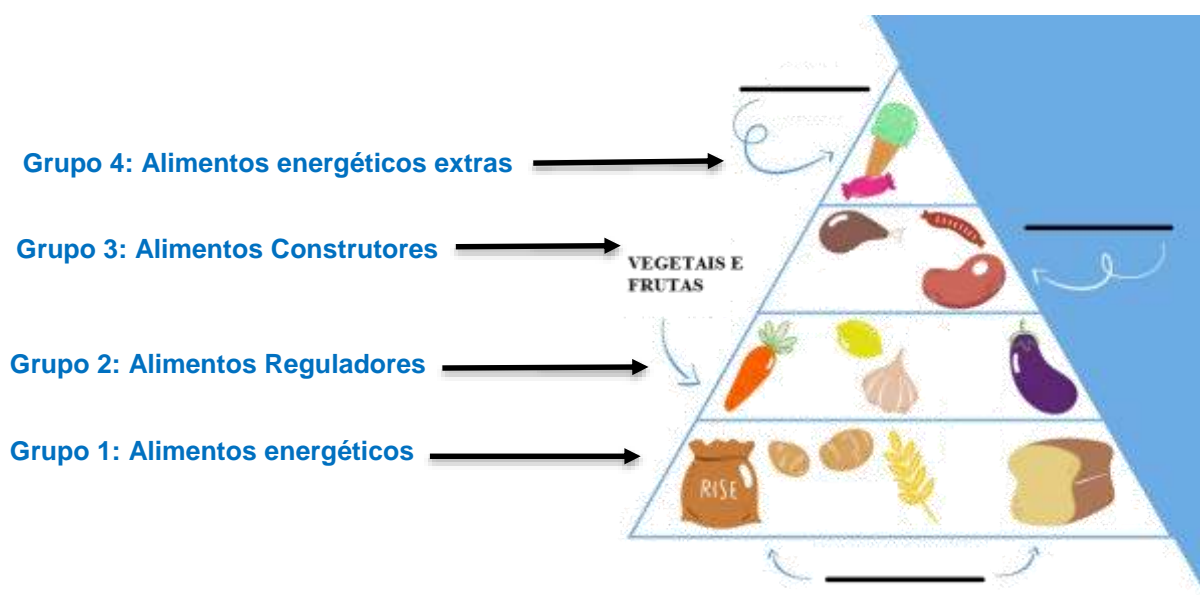 Grupo 4: Alimentos energéticos extras
Grupo 3: Alimentos Construtores
VEGETAIS E
FRUTAS
Grupo 2: Alimentos Reguladores
Grupo 1: Alimentos energéticos
RISE